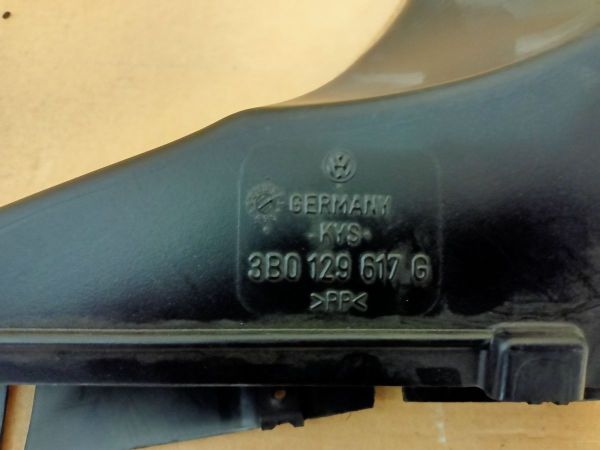 GERMANY
-KYS-
3B0 129 617 G
>PP<